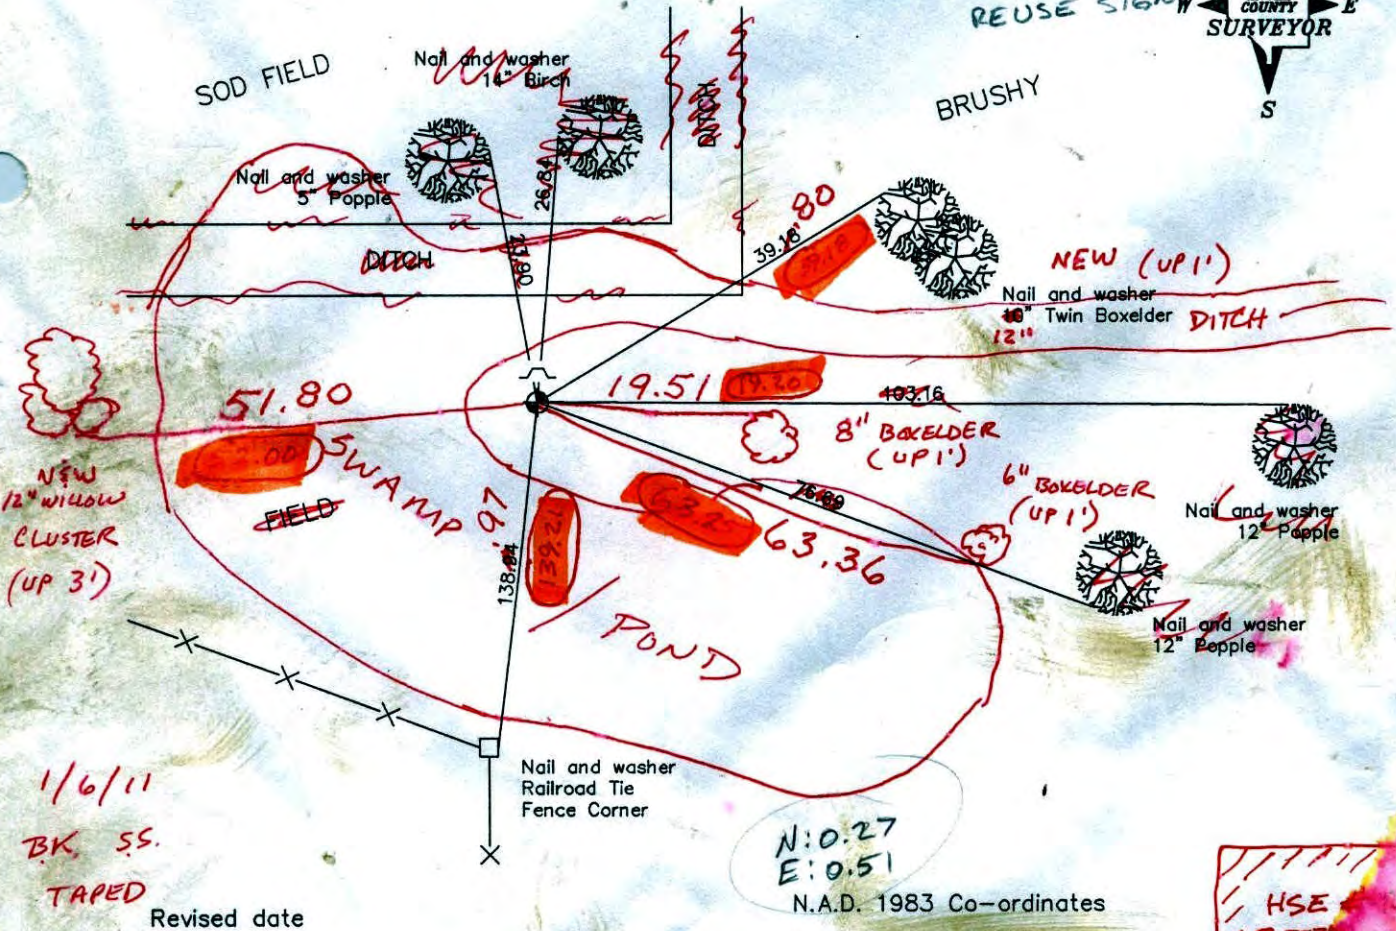 REUSE SIGN
W
E
COUNTY
SURVEYOR
S
SOD FIELD
Nail and washer
14" Birch
DITCH
BRUSHY
Nail and washer
5" Popple
26.84
DITCH
39.18'
80
39.18
NEW (UP 1')
Nail and washer
10" Twin Boxelder
12"
DITCH
51.80
52.00
19.51
19.20
103.16
8" BOXELDER
(UP 1')
SWAMP
FIELD
NEW
12" WILLOW
CLUSTER
(UP 3')
.97
138.84
139.21
63.25
63.36
76.89
6" BOXELDER
(UP 1')
Nail and washer
12" Popple
Nail and washer
12" Popple
/ POND
Nail and washer
Railroad Tie
Fence Corner
1/6/11
BK, SS.
TAPED
Revised date
N: 0.27
E: 0.51
N.A.D. 1983 Co-ordinates
HSE